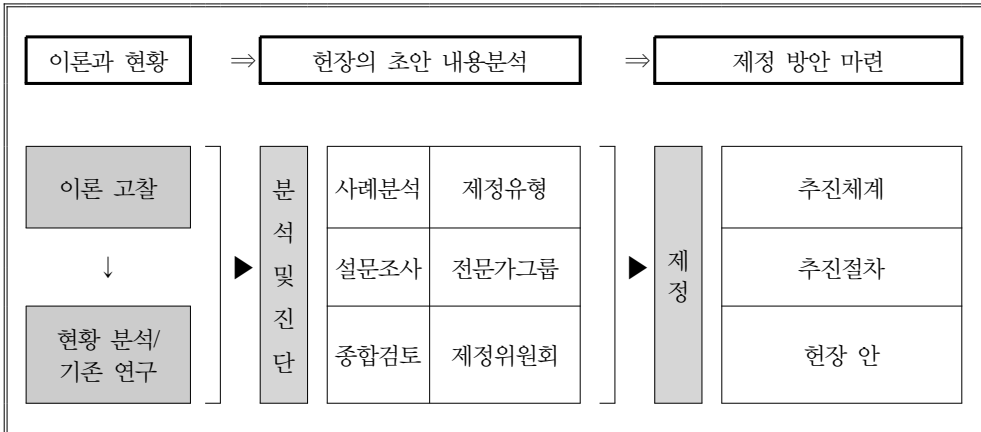 이론과 현황 ⇒ 헌장의 초안 내용분석 ⇒ 제정 방안 마련
이론 고찰
↓
현황 분석/
기존 연구
▶
분
석
및
진
단
사례분석 제정유형
설문조사 전문가그룹
종합검토 제정위원회
▶
제
정
추진체계
추진절차
헌장 안